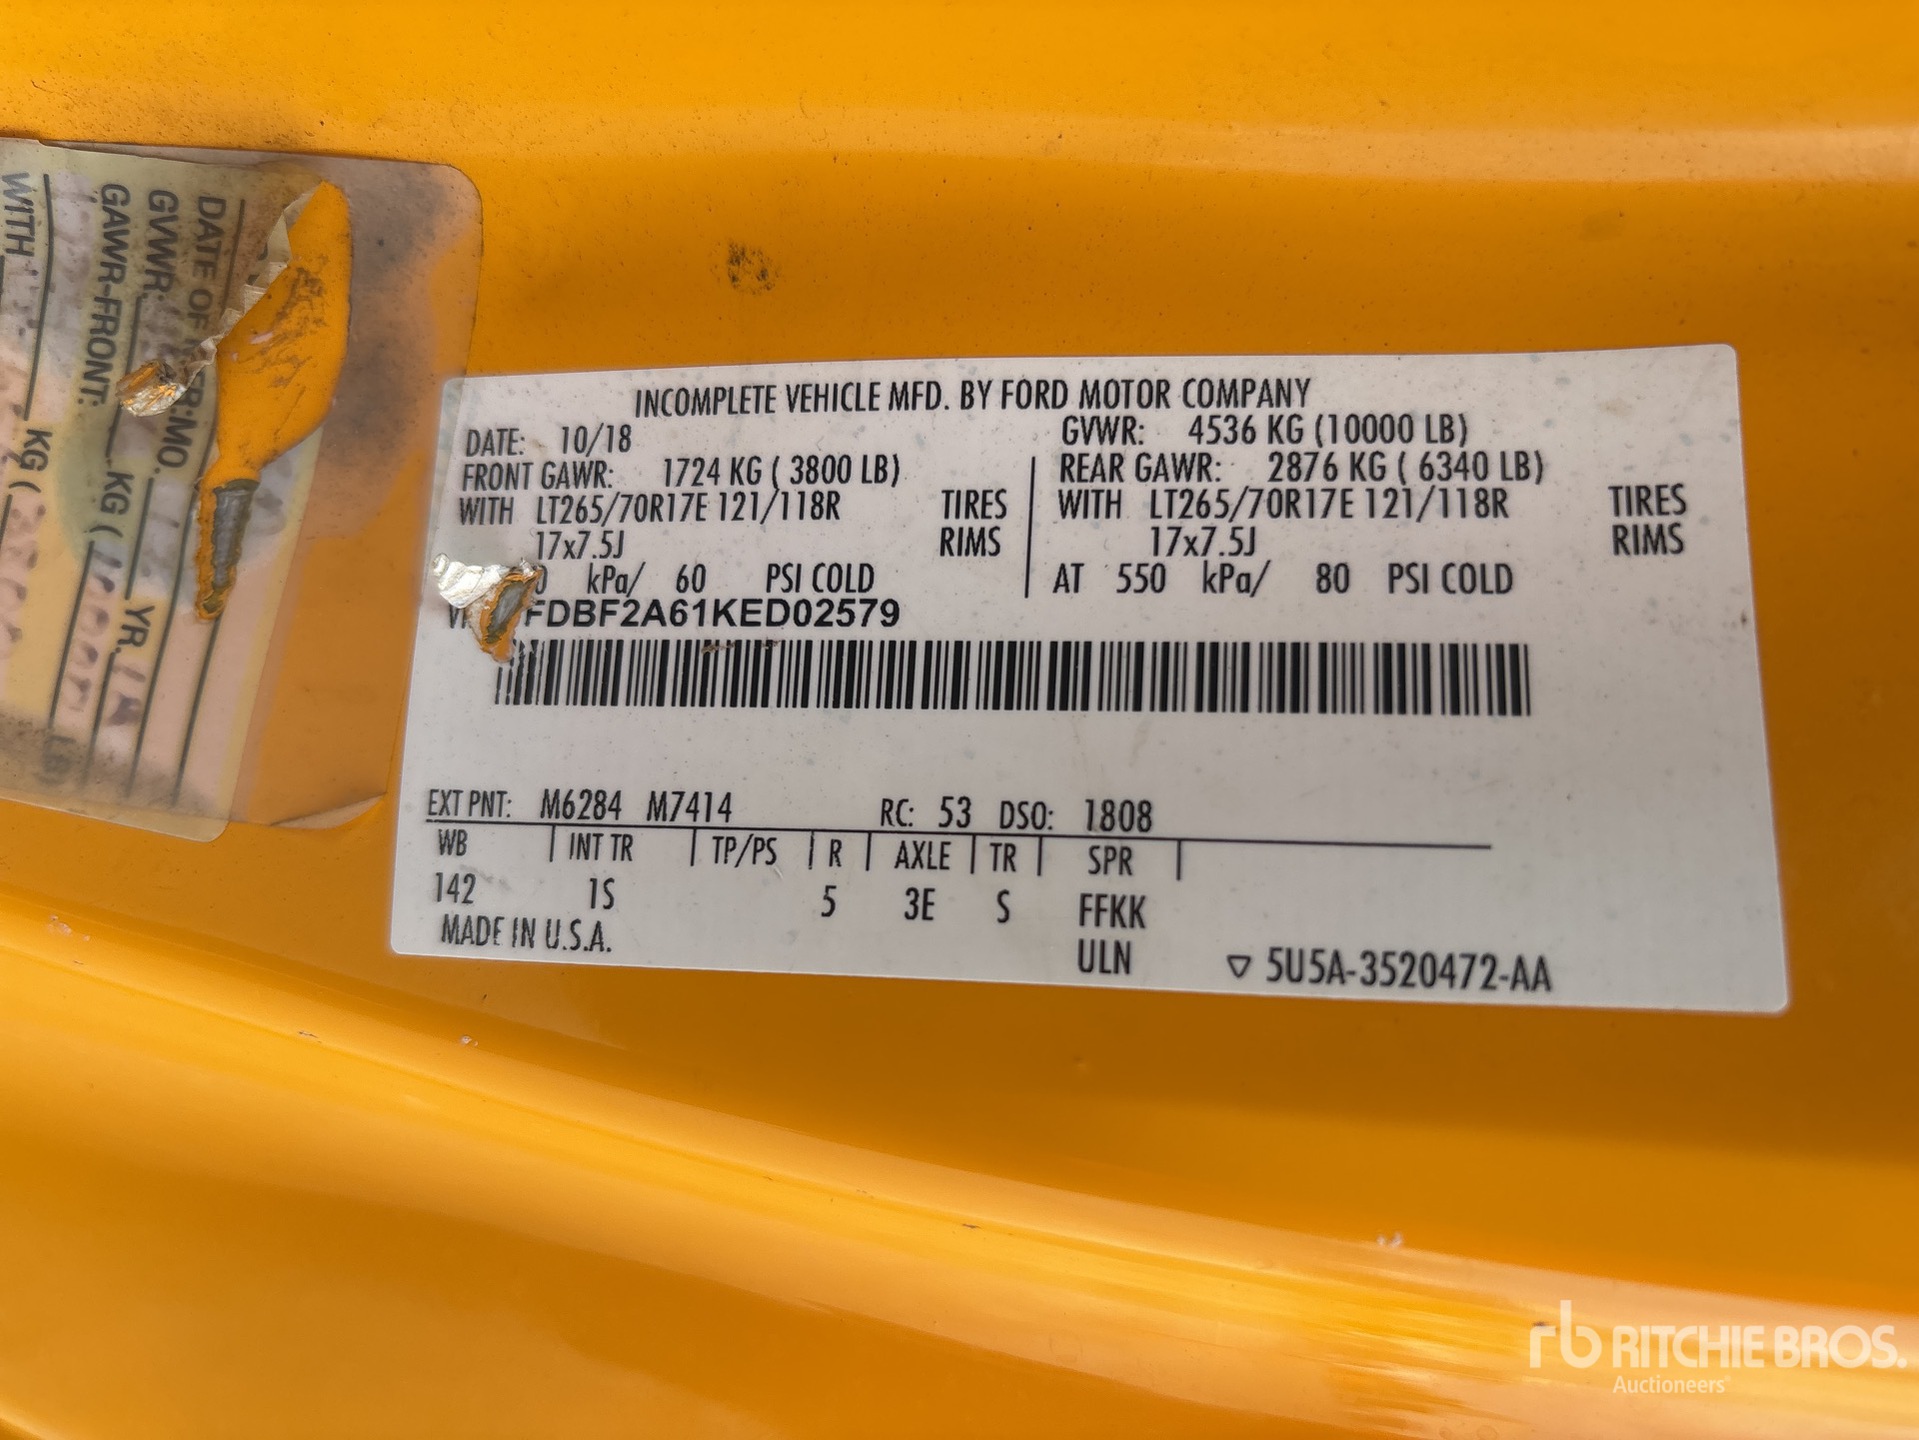 INCOMPLETE VEHICLE MFD. BY FORD MOTOR COMPANY
DATE: 10/18 GVWR: 4536 KG (10000 LB)
FRONT GAWR: 1724 KG ( 3800 LB) REAR GAWR: 2876 KG ( 6340 LB)
WITH LT265/70R17E 121/118R TIRES WITH LT265/70R17E 121/118R TIRES
17x7.5J RIMS 17x7.5J RIMS
kPa/ 60 PSI COLD AT 550 kPa/ 80 PSI COLD
FDBF2A61KED02579
EXT PNT: M6284 M7414 RC: 53 DSO: 1808
WB INT TR TP/PS R AXLE TR SPR
142 1S 5 3E S FFKK
MADE IN U.S.A. ULN ▽ 5U5A-3520472-AA
DATE OF MO. YR.
GVWR: KG ( LB)
GAWR-FRONT:
WITH KG (
rb RITCHIE BROS.
Auctioneers